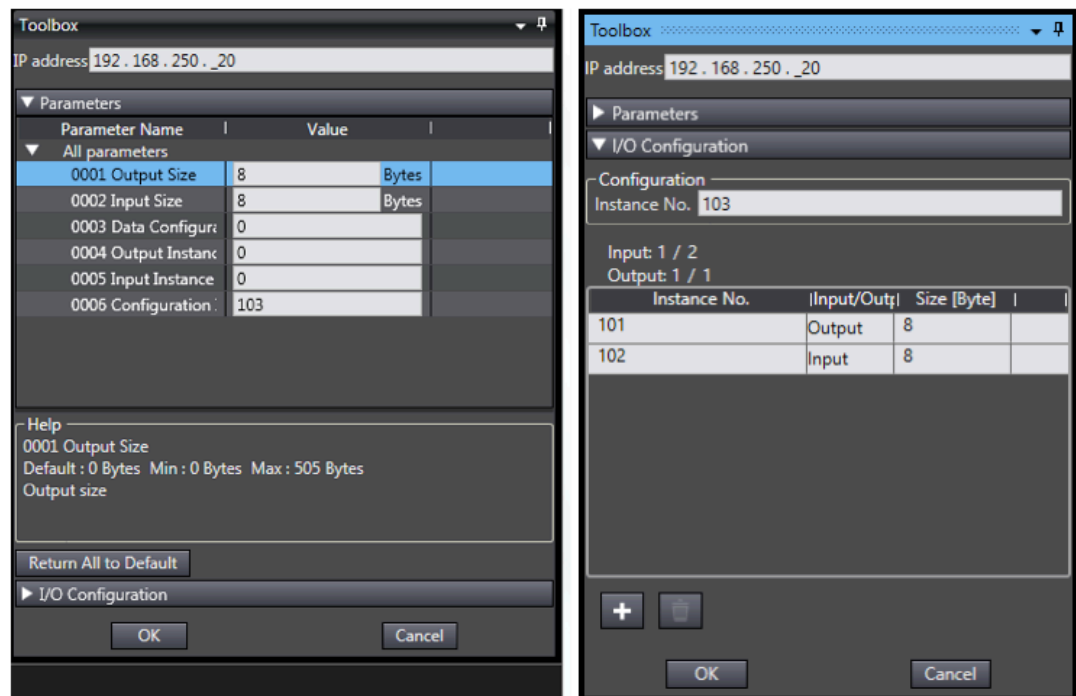 Toolbox
IP address 192 . 168 . 250 . _20
Parameters
Parameter Name Value
All parameters
0001 Output Size 8 Bytes
0002 Input Size 8 Bytes
0003 Data Configura 0
0004 Output Instanc 0
0005 Input Instance 0
0006 Configuration 103
Help
0001 Output Size
Default : 0 Bytes Min : 0 Bytes Max : 505 Bytes
Output size
Return All to Default
I/O Configuration
OK Cancel
Toolbox
IP address 192 . 168 . 250 . _20
Parameters
I/O Configuration
Configuration
Instance No. 103
Input: 1 / 2
Output: 1 / 1
Instance No. Input/Outp Size [Byte]
101 Output 8
102 Input 8
+
OK Cancel